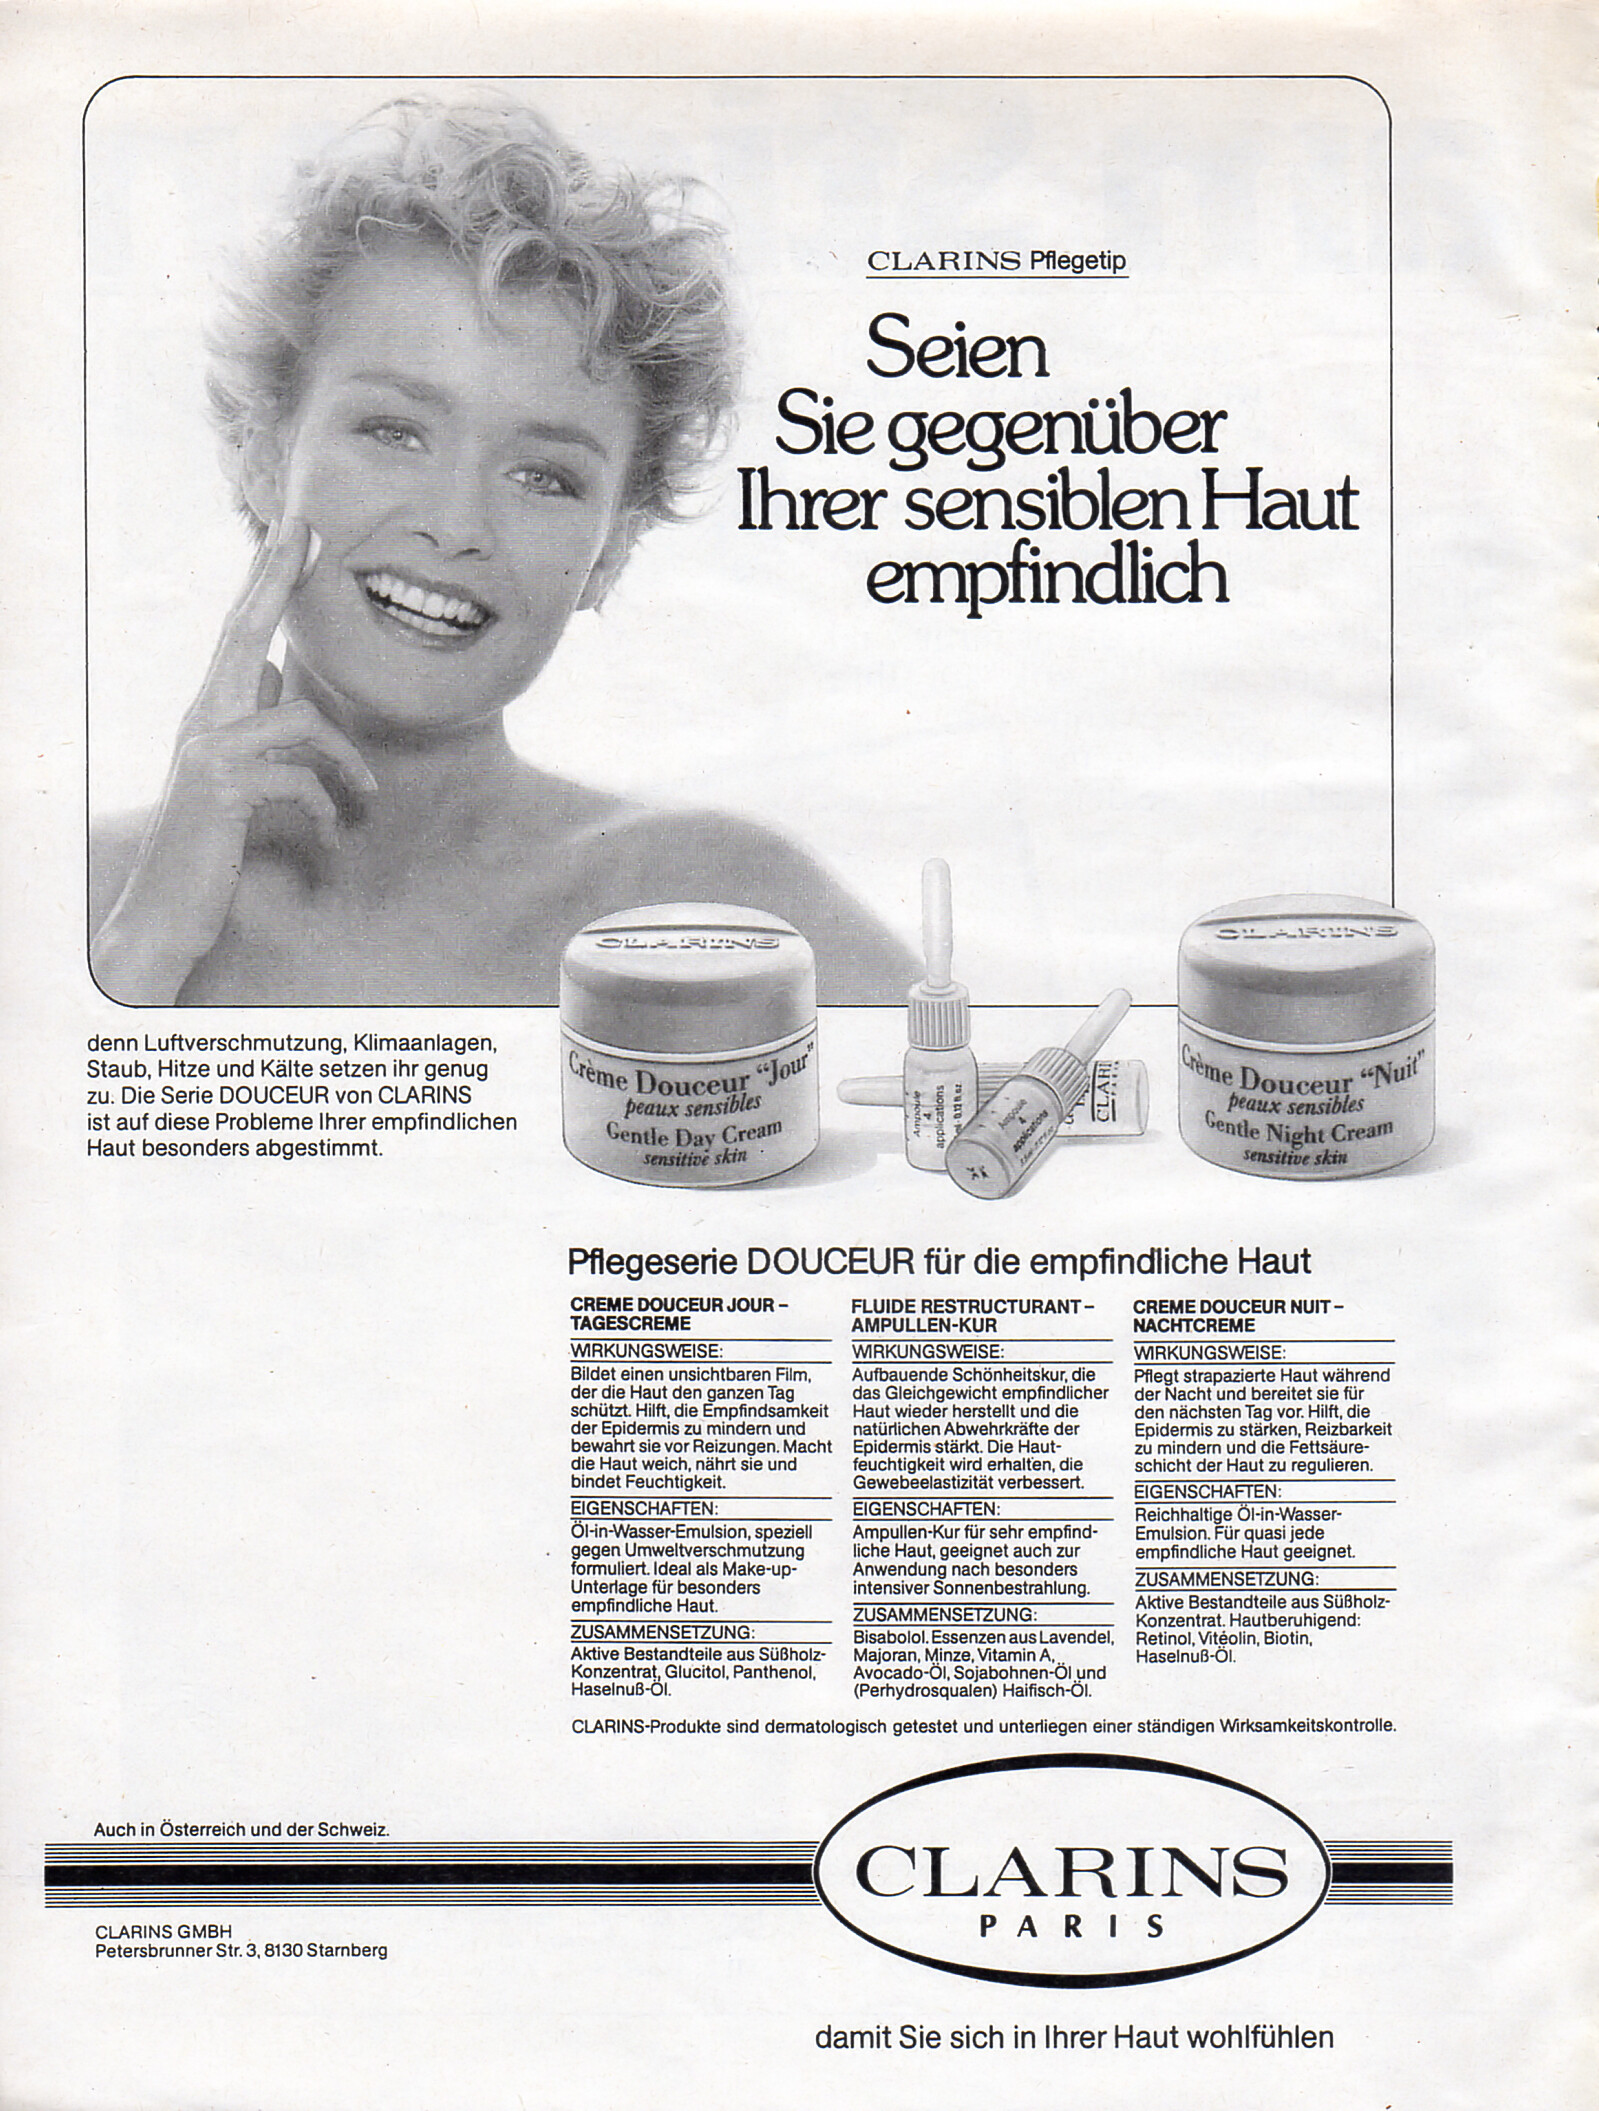 CLARINS Pflegetip
Seien
Sie gegenüber
Ihrer sensiblen Haut
empfindlich
denn Luftverschmutzung, Klimaanlagen,
Staub, Hitze und Kälte setzen ihr genug
zu. Die Serie DOUCEUR von CLARINS
ist auf diese Probleme Ihrer empfindlichen
Haut besonders abgestimmt.
CLARINS
Crème Douceur “Jour”
peaux sensibles
Gentle Day Cream
sensitive skin
Ampoule
4
applications
Ampoule
4
applications
CLARINS
Crème Douceur “Nuit”
peaux sensibles
Gentle Night Cream
sensitive skin
Pflegeserie DOUCEUR für die empfindliche Haut
CREME DOUCEUR JOUR –
TAGESCREME
WIRKUNGSWEISE:
Bildet einen unsichtbaren Film,
der die Haut den ganzen Tag
schützt. Hilft, die Empfindsamkeit
der Epidermis zu mindern und
bewahrt sie vor Reizungen. Macht
die Haut weich, nährt sie und
bindet Feuchtigkeit.
EIGENSCHAFTEN:
Öl-in-Wasser-Emulsion, speziell
gegen Umweltverschmutzung
formuliert. Ideal als Make-up-
Unterlage für besonders
empfindliche Haut.
ZUSAMMENSETZUNG:
Aktive Bestandteile aus Süßholz-
Konzentrat, Glucitol, Panthenol,
Haselnuß-Öl.
FLUIDE RESTRUCTURANT –
AMPULLEN-KUR
WIRKUNGSWEISE:
Aufbauende Schönheitskur, die
das Gleichgewicht empfindlicher
Haut wieder herstellt und die
natürlichen Abwehrkräfte der
Epidermis stärkt. Die Haut-
feuchtigkeit wird erhalten, die
Gewebeelastizität verbessert.
EIGENSCHAFTEN:
Ampullen-Kur für sehr empfind-
liche Haut, geeignet auch zur
Anwendung nach besonders
intensiver Sonnenbestrahlung.
ZUSAMMENSETZUNG:
Bisabolol. Essenzen aus Lavendel,
Majoran, Minze, Vitamin A,
Avocado-Öl, Sojabohnen-Öl und
(Perhydrosqualen) Haifisch-Öl.
CREME DOUCEUR NUIT –
NACHTCREME
WIRKUNGSWEISE:
Pflegt strapazierte Haut während
der Nacht und bereitet sie für
den nächsten Tag vor. Hilft, die
Epidermis zu stärken, Reizbarkeit
zu mindern und die Fettsäure-
schicht der Haut zu regulieren.
EIGENSCHAFTEN:
Reichhaltige Öl-in-Wasser-
Emulsion. Für quasi jede
empfindliche Haut geeignet.
ZUSAMMENSETZUNG:
Aktive Bestandteile aus Süßholz-
Konzentrat. Hautberuhigend:
Retinol, Vitéolin, Biotin,
Haselnuß-Öl.
CLARINS-Produkte sind dermatologisch getestet und unterliegen einer ständigen Wirksamkeitskontrolle.
Auch in Österreich und der Schweiz.
CLARINS
PARIS
CLARINS GMBH
Petersbrunner Str. 3, 8130 Starnberg
damit Sie sich in Ihrer Haut wohlfühlen